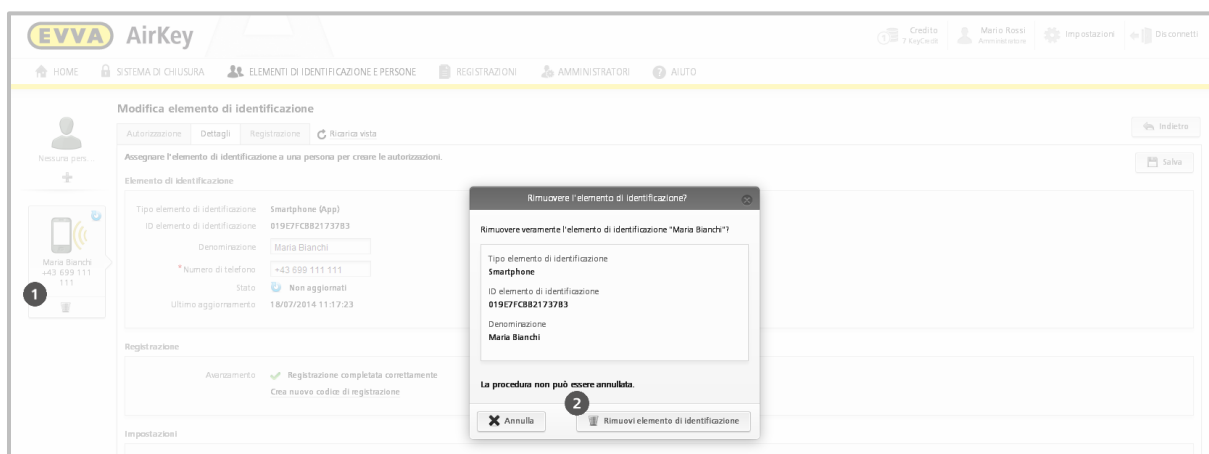 EVVA AirKey
Credito
7 KeyCredit
Mario Rossi
Amministratore
Impostazioni
Disconnetti
HOME
SISTEMA DI CHIUSURA
ELEMENTI DI IDENTIFICAZIONE E PERSONE
REGISTRAZIONI
AMMINISTRATORI
AIUTO
Modifica elemento di identificazione
Autorizzazione
Dettagli
Registrazione
Ricarica vista
Indietro
Nessuna pers...
Assegnare l'elemento di identificazione a una persona per creare le autorizzazioni.
Salva
Elemento di identificazione
Tipo elemento di identificazione Smartphone (App)
ID elemento di identificazione 019E7FCBB21737B3
Denominazione Maria Bianchi
*Numero di telefono +43 699 111 111
Stato Non aggiornati
Ultimo aggiornamento 18/07/2014 11:17:23
Maria Bianchi
+43 699 111
111
1
Registrazione
Avanzamento Registrazione completata correttamente
Crea nuovo codice di registrazione
Impostazioni
Rimuovere l'elemento di identificazione?
Rimuovere veramente l'elemento di identificazione "Maria Bianchi"?
Tipo elemento di identificazione
Smartphone
ID elemento di identificazione
019E7FCBB21737B3
Denominazione
Maria Bianchi
La procedura non può essere annullata.
2
Annulla
Rimuovi elemento di identificazione